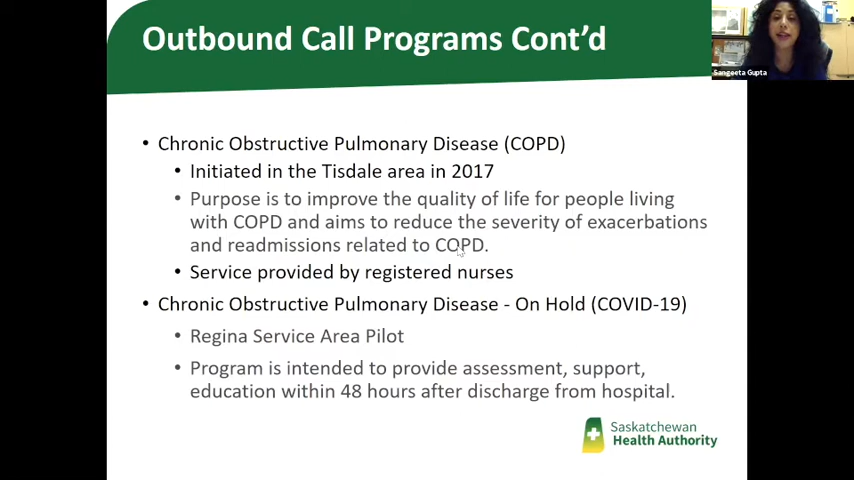 Outbound Call Programs Cont'd
Sangeeta Gupta
• Chronic Obstructive Pulmonary Disease (COPD)
• Initiated in the Tisdale area in 2017
• Purpose is to improve the quality of life for people living
with COPD and aims to reduce the severity of exacerbations
and readmissions related to COPD.
• Service provided by registered nurses
• Chronic Obstructive Pulmonary Disease - On Hold (COVID-19)
• Regina Service Area Pilot
• Program is intended to provide assessment, support,
education within 48 hours after discharge from hospital.
Saskatchewan
Health Authority